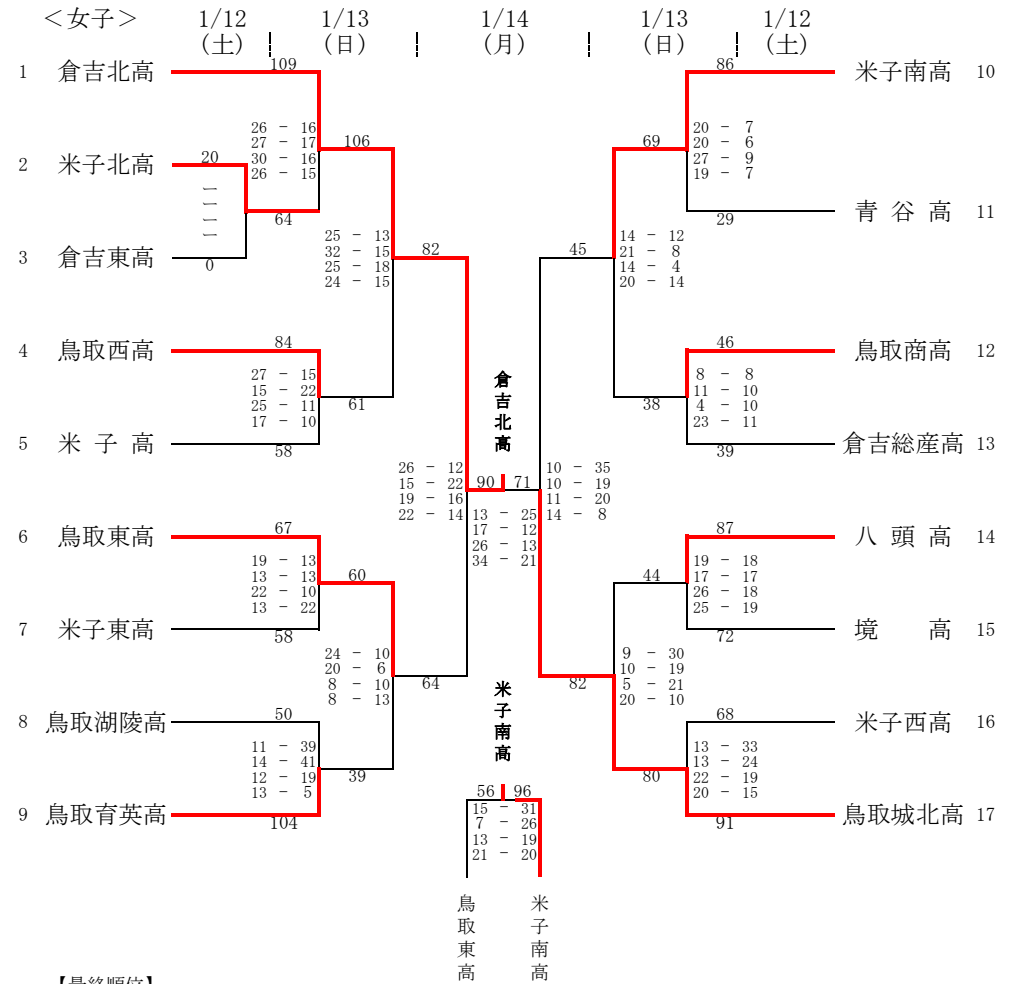 ＜女子＞ 1/12 1/13 1/14 1/13 1/12
(土) (日) (月) (日) (土)
1 倉吉北高 109 86 米子南高 10
26 － 16
27 － 17
30 － 16
26 － 15
106
69
20 － 7
20 － 6
27 － 9
19 － 7
2 米子北高 20
－
－
－
－
64
29 青谷高 11
3 倉吉東高 0
25 － 13
32 － 15
25 － 18
24 － 15
82
45
14 － 12
21 － 8
14 － 4
20 － 14
4 鳥取西高 84 46 鳥取商高 12
27 － 15
15 － 22
25 － 11
17 － 10
61
38
8 － 8
11 － 10
4 － 10
23 － 11
5 米子高 58 39 倉吉総産高 13
倉吉北高
26 － 12
15 － 22
19 － 16
22 － 14
90 71
13 － 25
17 － 12
26 － 13
34 － 21
10 － 35
10 － 19
11 － 20
14 － 8
6 鳥取東高 67 87 八頭高 14
19 － 13
13 － 13
22 － 10
13 － 22
60
44
19 － 18
17 － 17
26 － 18
25 － 19
7 米子東高 58 72 境高 15
24 － 10
20 － 6
8 － 10
8 － 13
64
82
9 － 30
10 － 19
5 － 21
20 － 10
米子南高
8 鳥取湖陵高 50 68 米子西高 16
11 － 39
14 － 41
12 － 19
13 － 5
39
80
13 － 33
13 － 24
22 － 19
20 － 15
9 鳥取育英高 104 91 鳥取城北高 17
56 96
15 － 31
7 － 26
13 － 19
21 － 20
鳥取東高
米子南高
【最終順位】